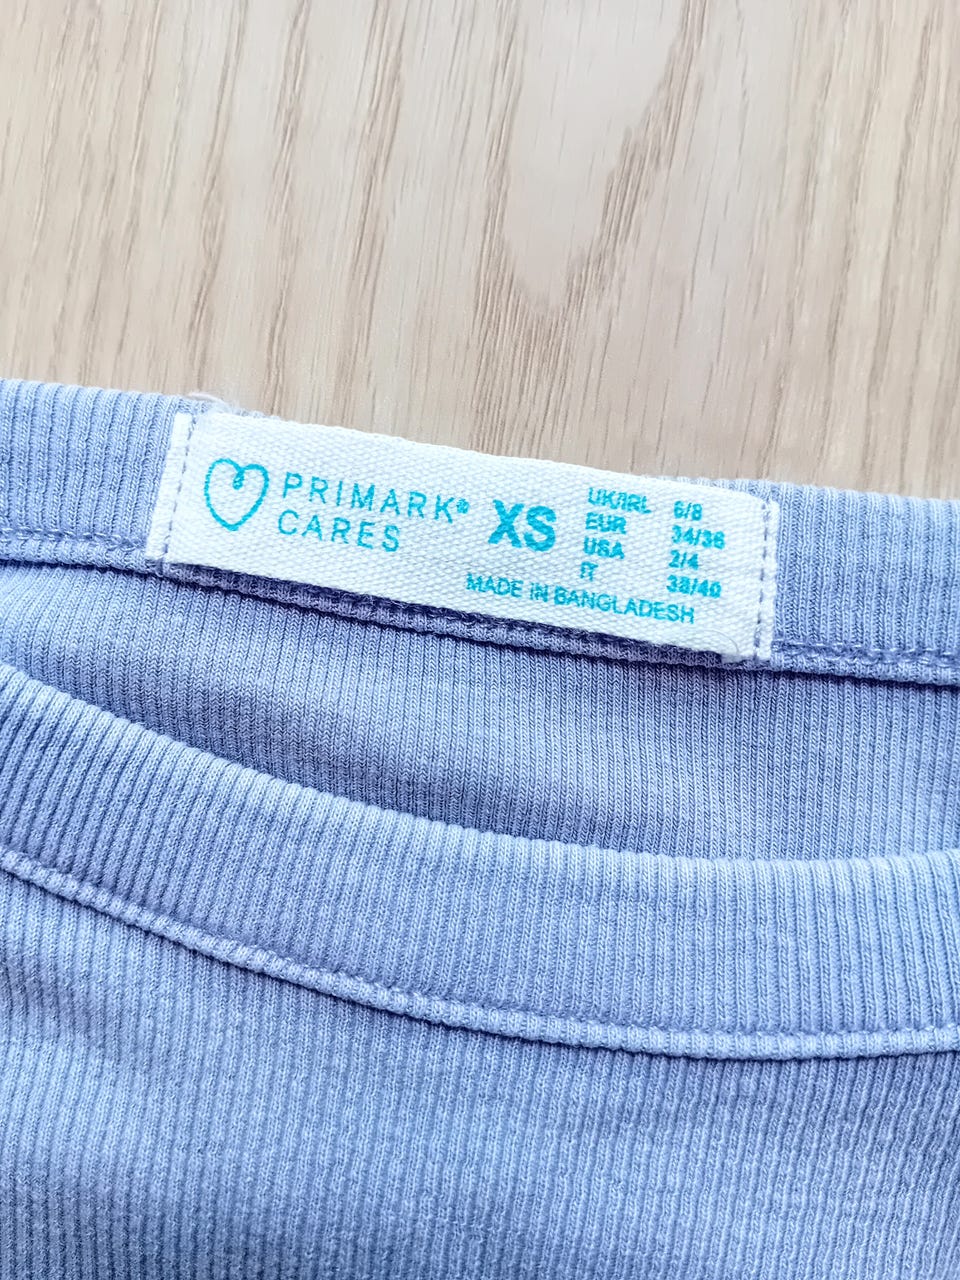 PRIMARK®
CARES
XS
UK/IRL 6/8
EUR 34/36
USA 2/4
IT 38/40
MADE IN BANGLADESH